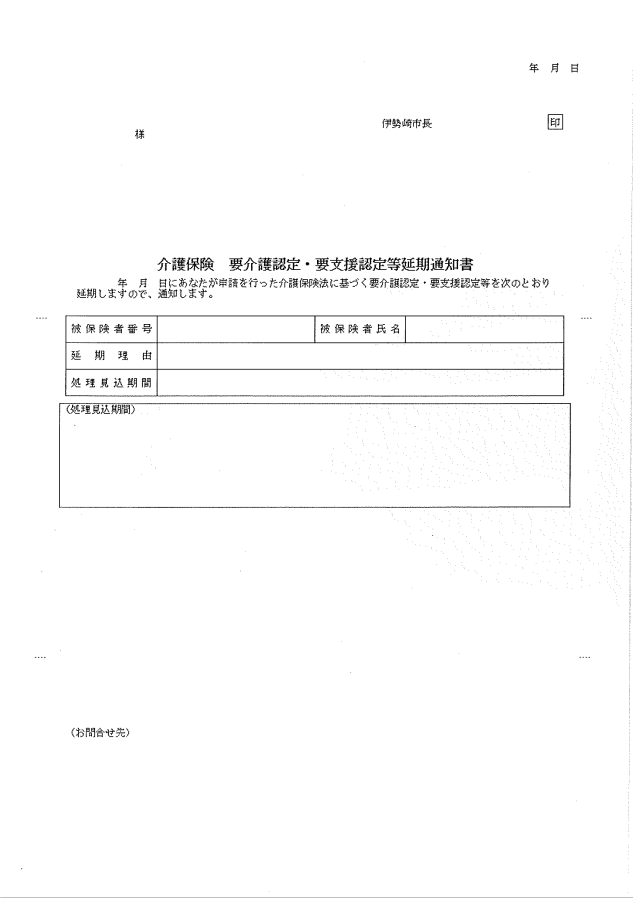 年　月　日
伊勢崎市長　印
様
介護保険　要介護認定・要支援認定等延期通知書
年　月　日にあなたが申請を行った介護保険法に基づく要介護認定・要支援認定等を次のとおり
延期しますので、通知します。
被保険者番号　被保険者氏名
延期理由
処理見込期間
（処理見込期間）
（お問合せ先）